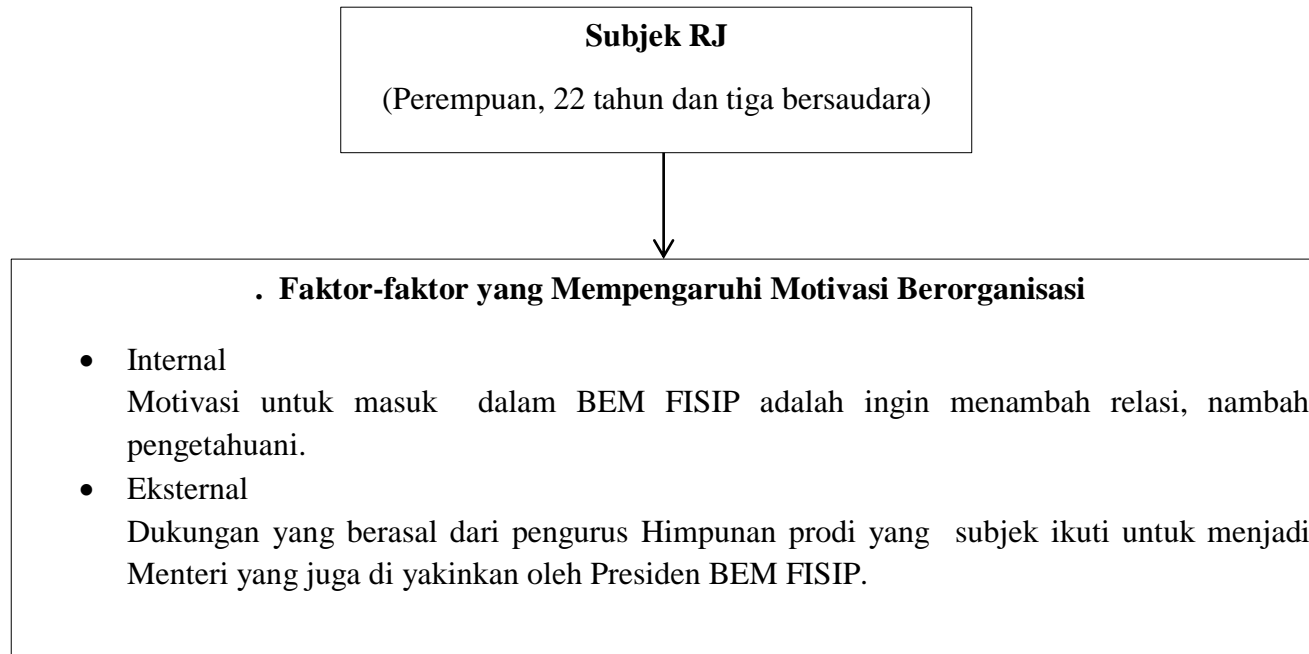 Subjek RJ
(Perempuan, 22 tahun dan tiga bersaudara)
. Faktor-faktor yang Mempengaruhi Motivasi Berorganisasi
• Internal
Motivasi untuk masuk dalam BEM FISIP adalah ingin menambah relasi, nambah
pengetahuani.
• Eksternal
Dukungan yang berasal dari pengurus Himpunan prodi yang subjek ikuti untuk menjadi
Menteri yang juga di yakinkan oleh Presiden BEM FISIP.